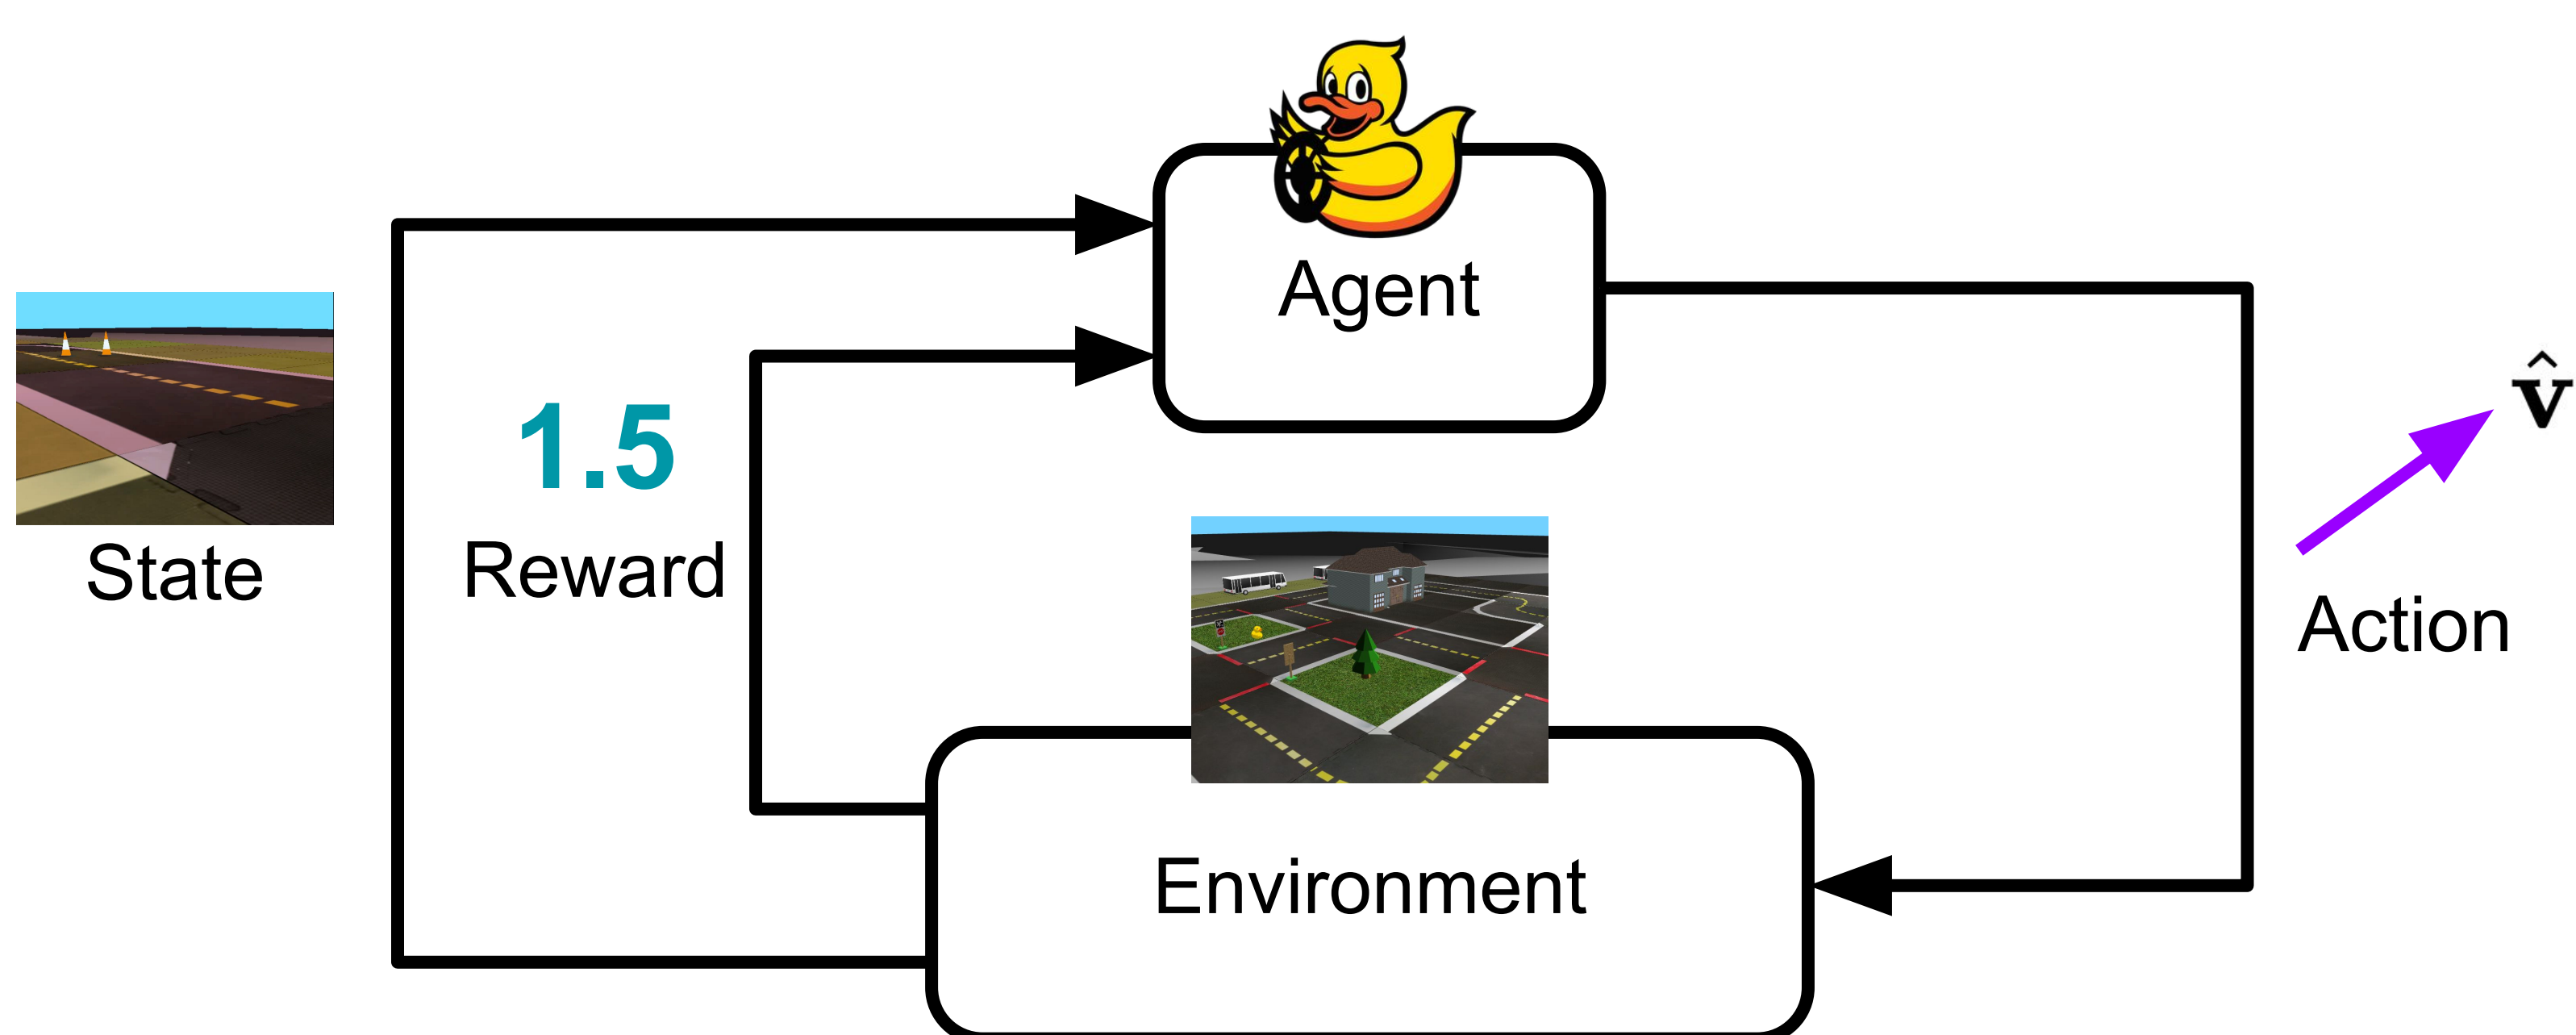 Agent
1.5
v̂
State
Reward
Action
Environment